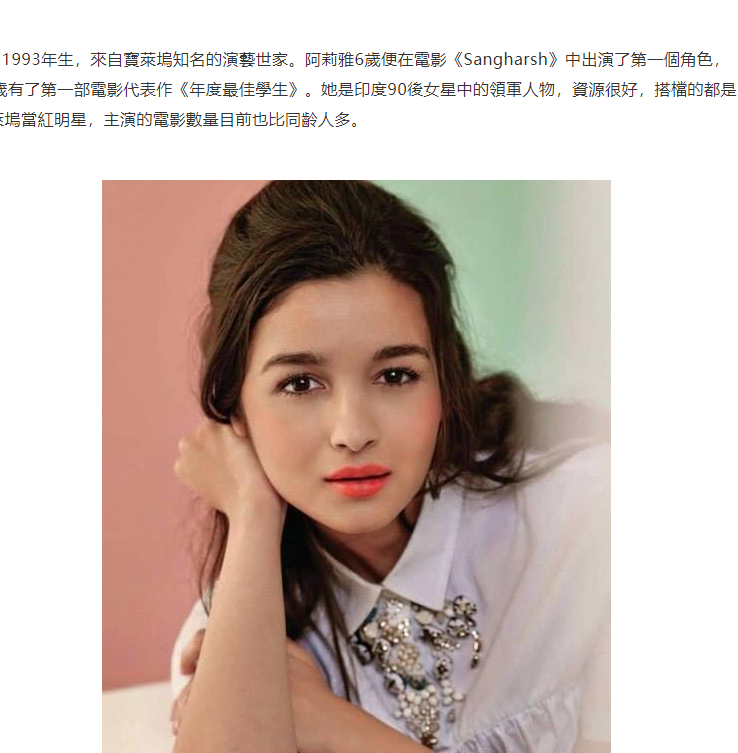 1993年生，來自寶萊塢知名的演藝世家。阿莉雅6歲便在電影《Sangharsh》中出演了第一個角色，
歲有了第一部電影代表作《年度最佳學生》。她是印度90後女星中的領軍人物，資源很好，搭檔的都是
萊塢當紅明星，主演的電影數量目前也比同齡人多。